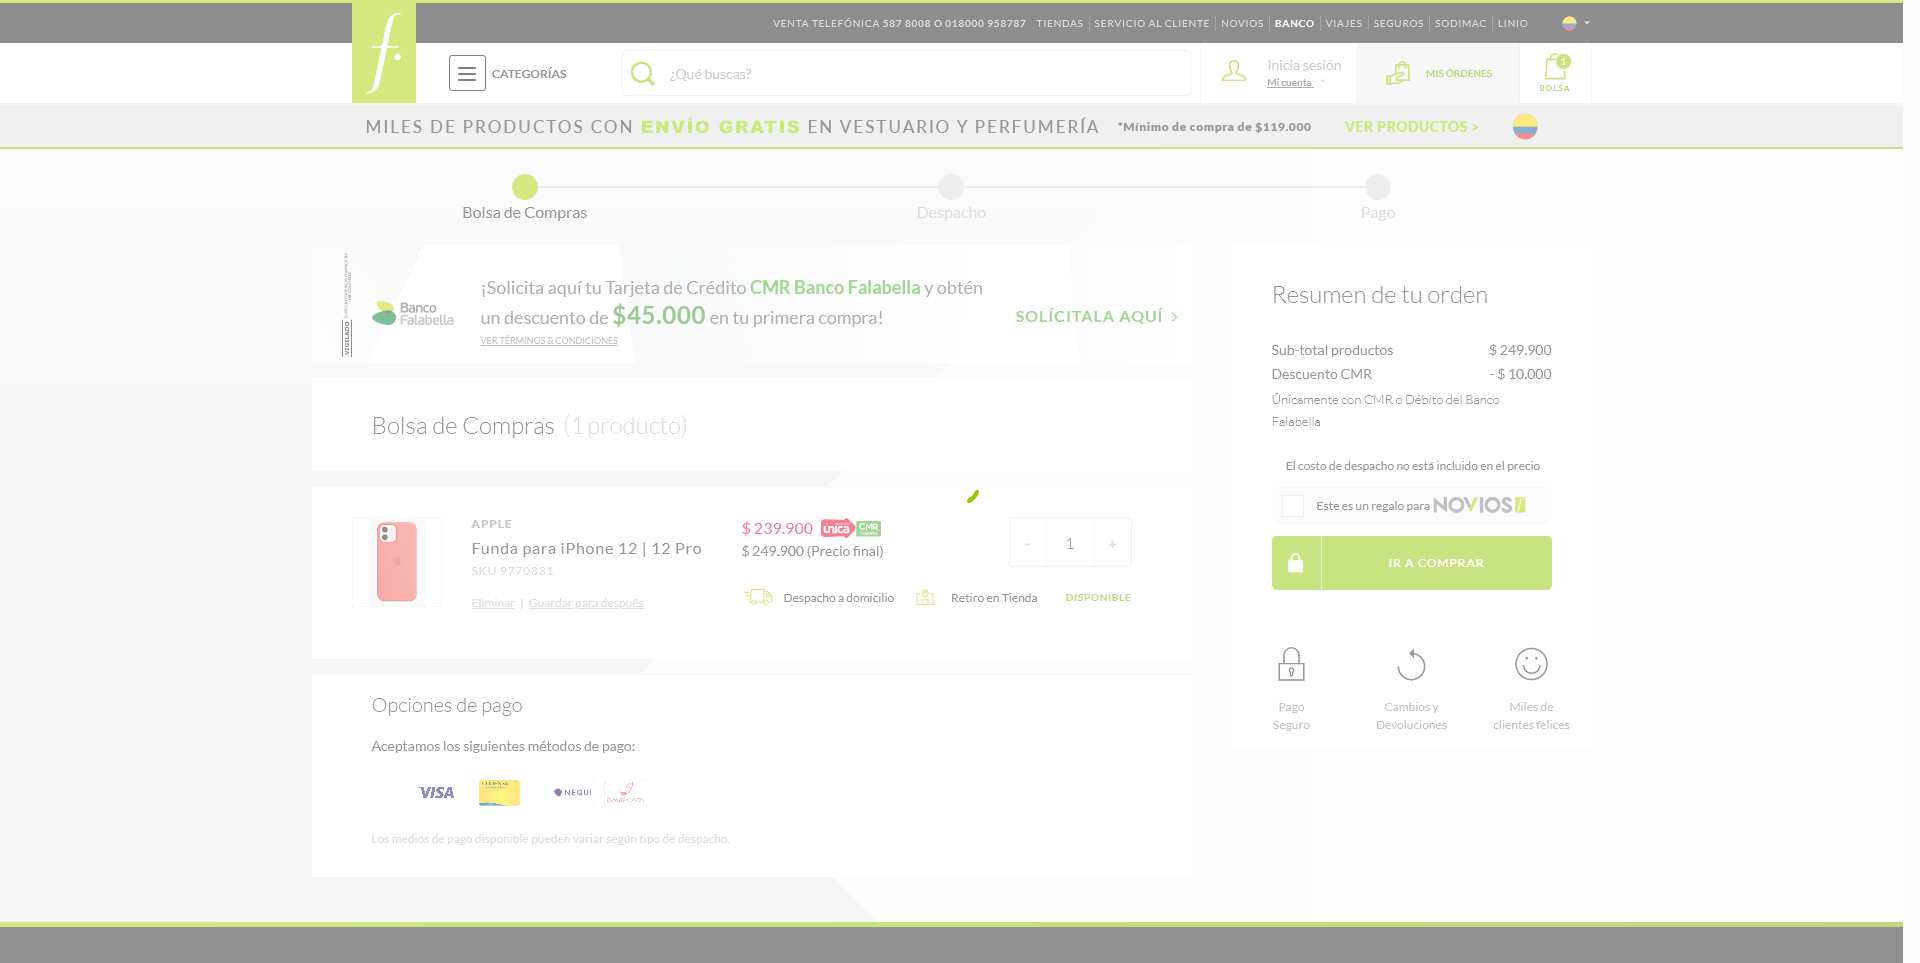 VENTA TELEFÓNICA 587 8008 O 018000 958787 TIENDAS SERVICIO AL CLIENTE NOVIOS BANCO VIAJES SEGUROS SODIMAC LINIO
f.
CATEGORÍAS
¿Qué buscas?
Inicia sesión
Mi cuenta
MIS ÓRDENES
1
BOLSA
MILES DE PRODUCTOS CON ENVÍO GRATIS EN VESTUARIO Y PERFUMERÍA *Mínimo de compra de $119.000 VER PRODUCTOS >
Bolsa de Compras
Despacho
Pago
VIGILADO
Banco
Falabella
¡Solicita aquí tu Tarjeta de Crédito CMR Banco Falabella y obtén
un descuento de $45.000 en tu primera compra!
VER TÉRMINOS & CONDICIONES
SOLÍCITALA AQUÍ >
Bolsa de Compras (1 producto)
APPLE
Funda para iPhone 12 | 12 Pro
SKU 9770831
Eliminar | Guardar para después
$ 239.900 única CMR
$ 249.900 (Precio final)
- 1 +
Despacho a domicilio
Retiro en Tienda
DISPONIBLE
Opciones de pago
Aceptamos los siguientes métodos de pago:
VISA
NEQUI
Los medios de pago disponible pueden variar según tipo de despacho.
Resumen de tu orden
Sub-total productos $ 249.900
Descuento CMR - $ 10.000
Únicamente con CMR o Débito del Banco
Falabella
El costo de despacho no está incluido en el precio
Este es un regalo para NOVIOS f
IR A COMPRAR
Pago
Seguro
Cambios y
Devoluciones
Miles de
clientes felices